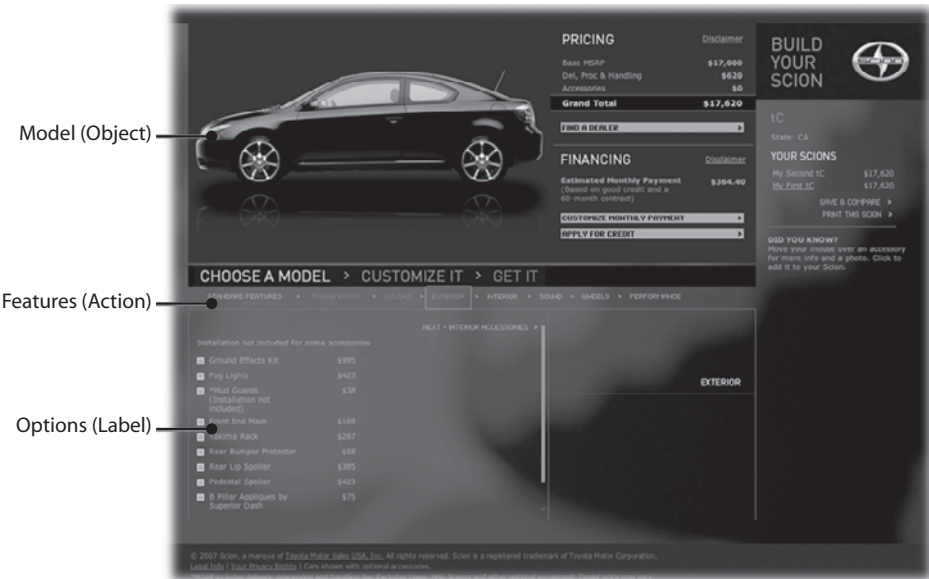 Model (Object)
Features (Action)
Options (Label)
PRICING
Disclaimer
Base MSRP $17,000
Del, Proc & Handling $620
Accessories $0
Grand Total $17,620
FIND A DEALER
FINANCING
Disclaimer
Estimated Monthly Payment $364.40
(Based on good credit and a
60 month contract)
CUSTOMIZE MONTHLY PAYMENT
APPLY FOR CREDIT
BUILD
YOUR
SCION
SCION
tC
State: CA
YOUR SCIONS
My Second tC $17,620
My First tC $17,620
SAVE & COMPARE >
PRINT THIS SCION >
DID YOU KNOW?
Move your mouse over an accessory
for more info and a photo. Click to
add it to your Scion.
CHOOSE A MODEL > CUSTOMIZE IT > GET IT
STANDARD FEATURES > TRANSMISSION > COLORS > EXTERIOR > INTERIOR > SOUND > WHEELS > PERFORMANCE
NEXT - INTERIOR ACCESSORIES >
Installation not included for some accessories
Ground Effects Kit $995
Fog Lights $423
*Mud Guards $38
(Installation not
included)
Front End Mask $160
Yakima Rack $287
Rear Bumper Protector
Rear Lip Spoiler $385
Pedestal Spoiler $423
B Pillar Appliques by $75
Superior Dash
EXTERIOR
© 2007 Scion, a marque of Toyota Motor Sales USA, Inc. All rights reserved. Scion is a registered trademark of Toyota Motor Corporation.
Legal Info | Your Privacy Rights | Cars shown with optional accessories.